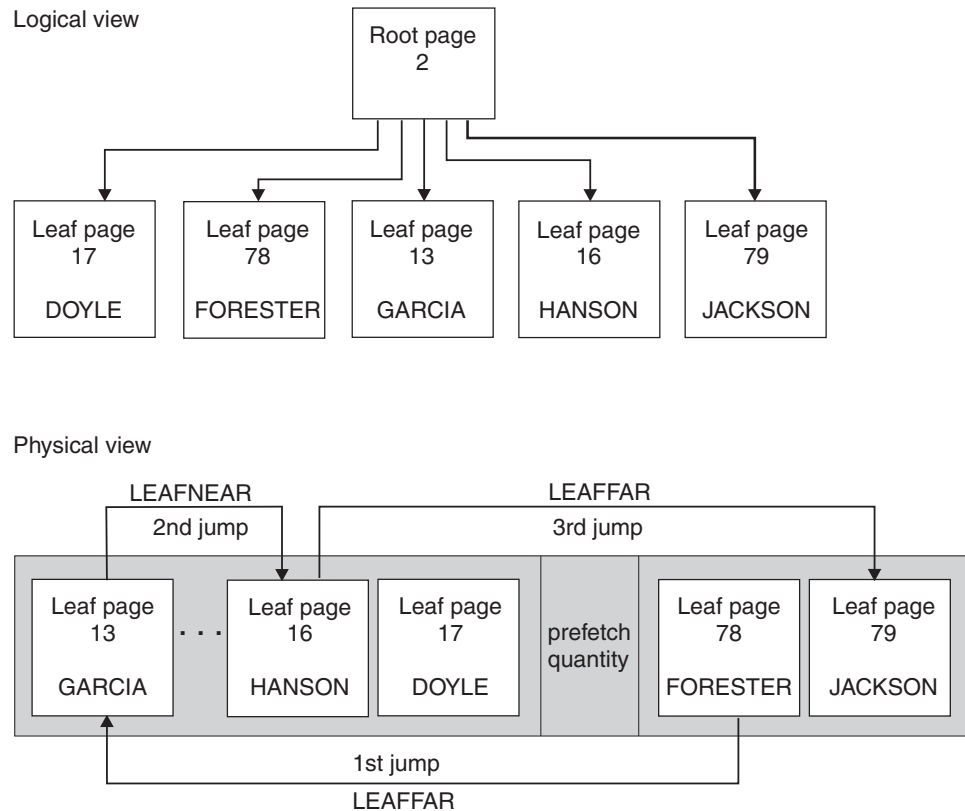 Logical view
Root page
2
Leaf page
17
DOYLE
Leaf page
78
FORESTER
Leaf page
13
GARCIA
Leaf page
16
HANSON
Leaf page
79
JACKSON
Physical view
LEAFNEAR
2nd jump
LEAFFAR
3rd jump
Leaf page
13
GARCIA
. . .
Leaf page
16
HANSON
Leaf page
17
DOYLE
prefetch
quantity
Leaf page
78
FORESTER
Leaf page
79
JACKSON
1st jump
LEAFFAR